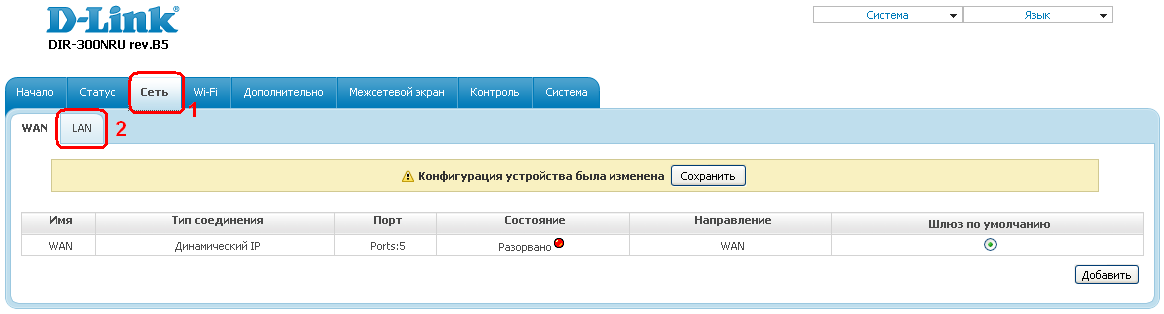 D-Link®
DIR-300NRU rev.B5
Система Язык
Начало Статус Сеть Wi-Fi Дополнительно Межсетевой экран Контроль Система
1
WAN LAN 2
Конфигурация устройства была изменена Сохранить
Имя Тип соединения Порт Состояние Направление Шлюз по умолчанию
WAN Динамический IP Ports:5 Разорвано WAN
Добавить